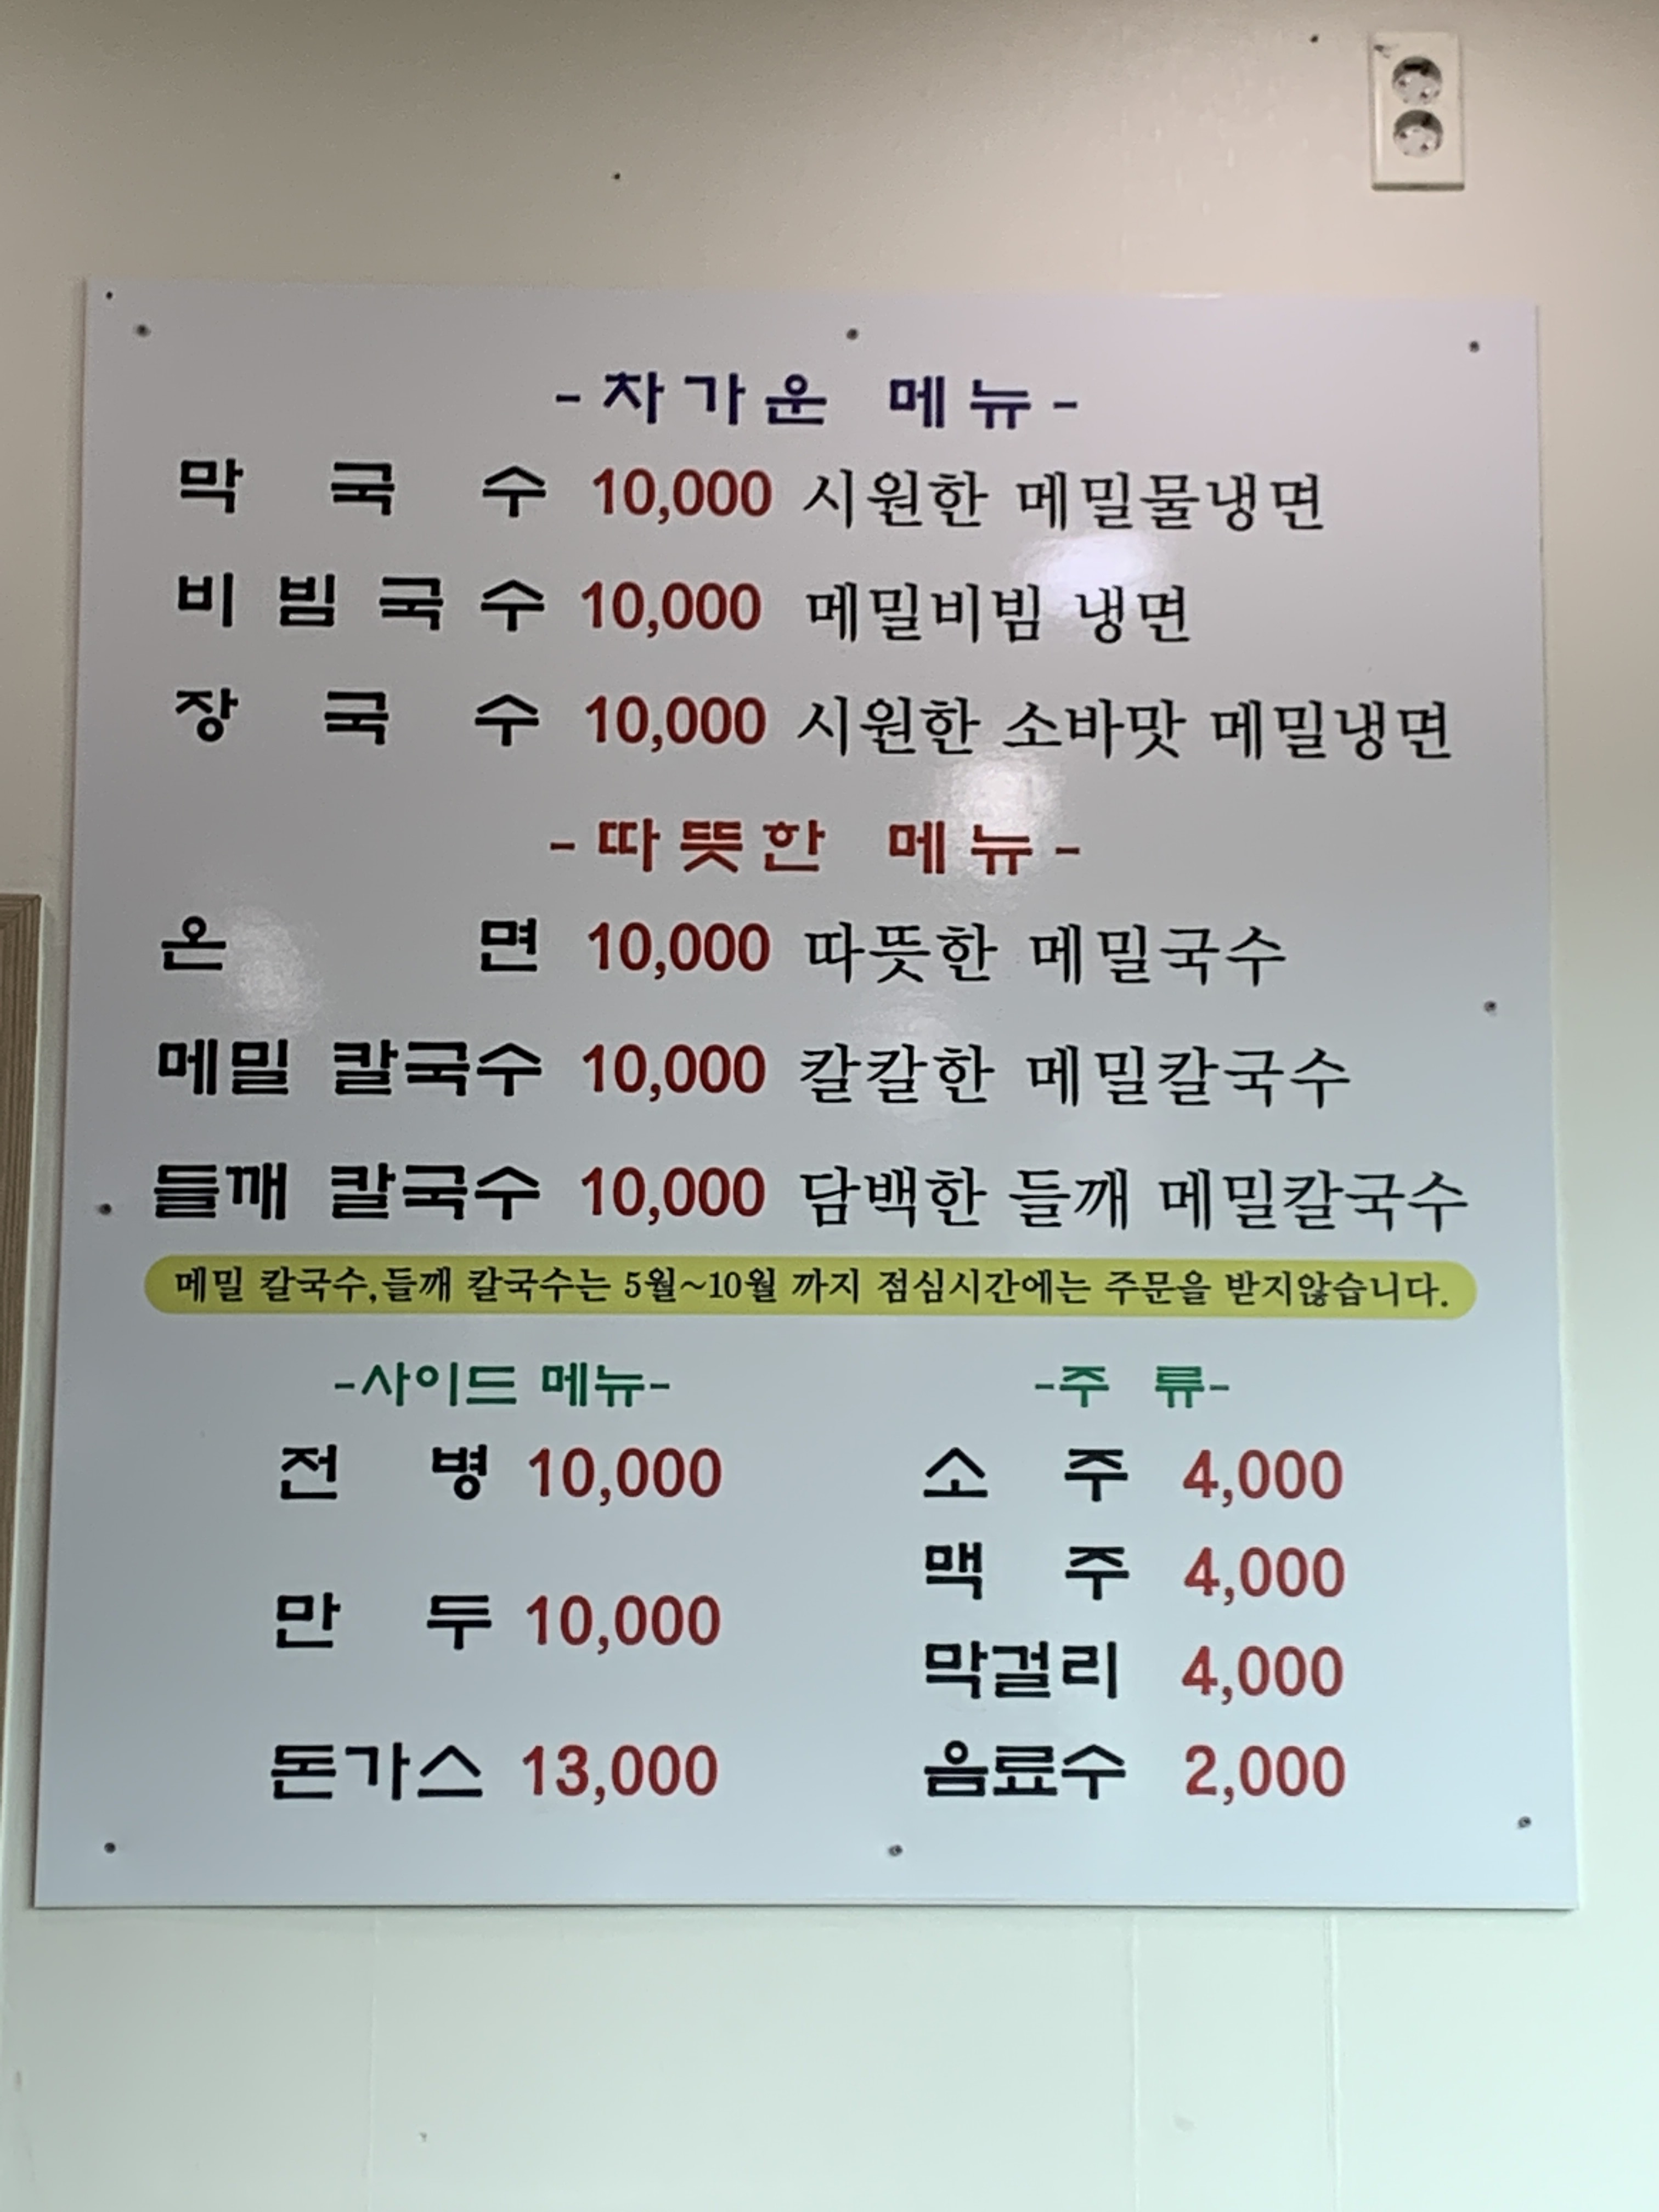 -차가운 메뉴-
막국수 10,000 시원한 메밀물냉면
비빔국수 10,000 메밀비빔 냉면
장국수 10,000 시원한 소바맛 메밀냉면
-따뜻한 메뉴-
온면 10,000 따뜻한 메밀국수
메밀 칼국수 10,000 칼칼한 메밀칼국수
들깨 칼국수 10,000 담백한 들깨 메밀칼국수
메밀 칼국수,들깨 칼국수는 5월~10월 까지 점심시간에는 주문을 받지않습니다.
-사이드 메뉴-
전병 10,000
만두 10,000
돈가스 13,000
-주류-
소주 4,000
맥주 4,000
막걸리 4,000
음료수 2,000